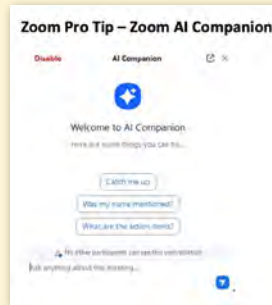 Zoom Pro Tip – Zoom AI Companion
Disable
AI Companion
Welcome to AI Companion
Here are some things you can try...
Catch me up
Was my name mentioned?
What are the action items?
No other participants can see this conversation
Ask anything about this meeting...